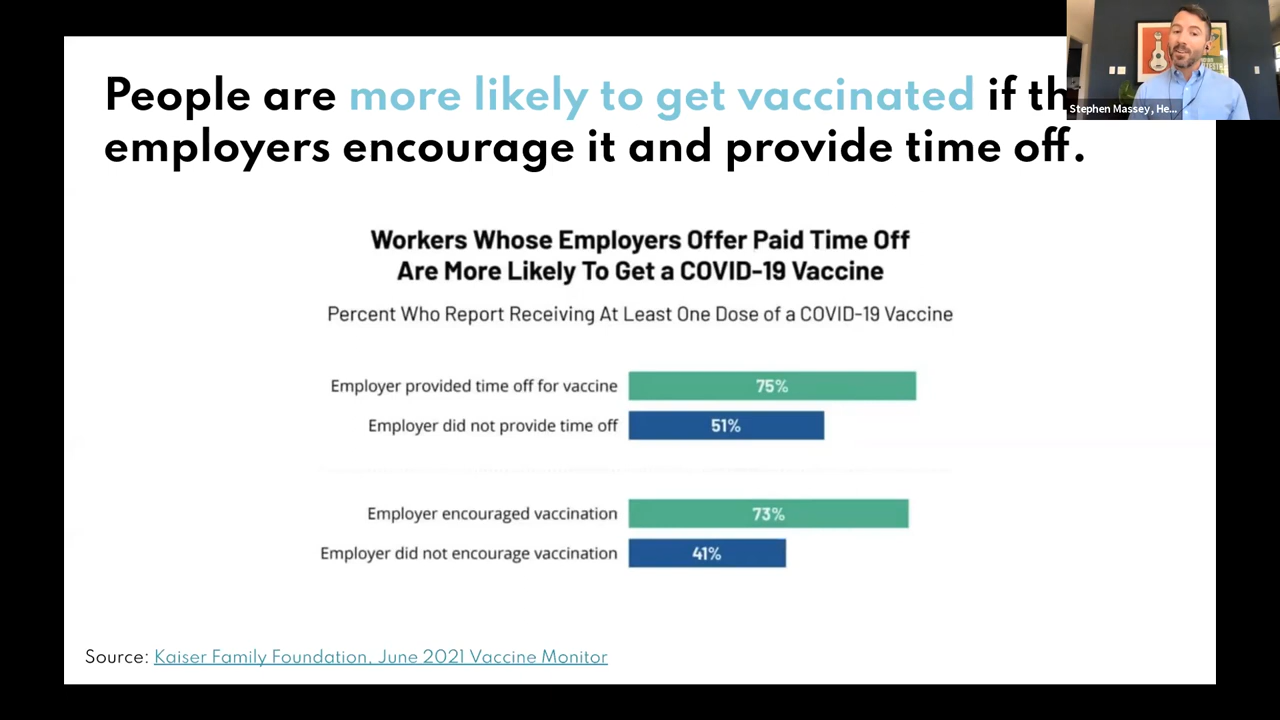 People are more likely to get vaccinated if
employers encourage it and provide time off.
Stephen Massey, He...
Workers Whose Employers Offer Paid Time Off
Are More Likely To Get a COVID-19 Vaccine
Percent Who Report Receiving At Least One Dose of a COVID-19 Vaccine
Employer provided time off for vaccine 75%
Employer did not provide time off 51%
Employer encouraged vaccination 73%
Employer did not encourage vaccination 41%
Source: Kaiser Family Foundation, June 2021 Vaccine Monitor